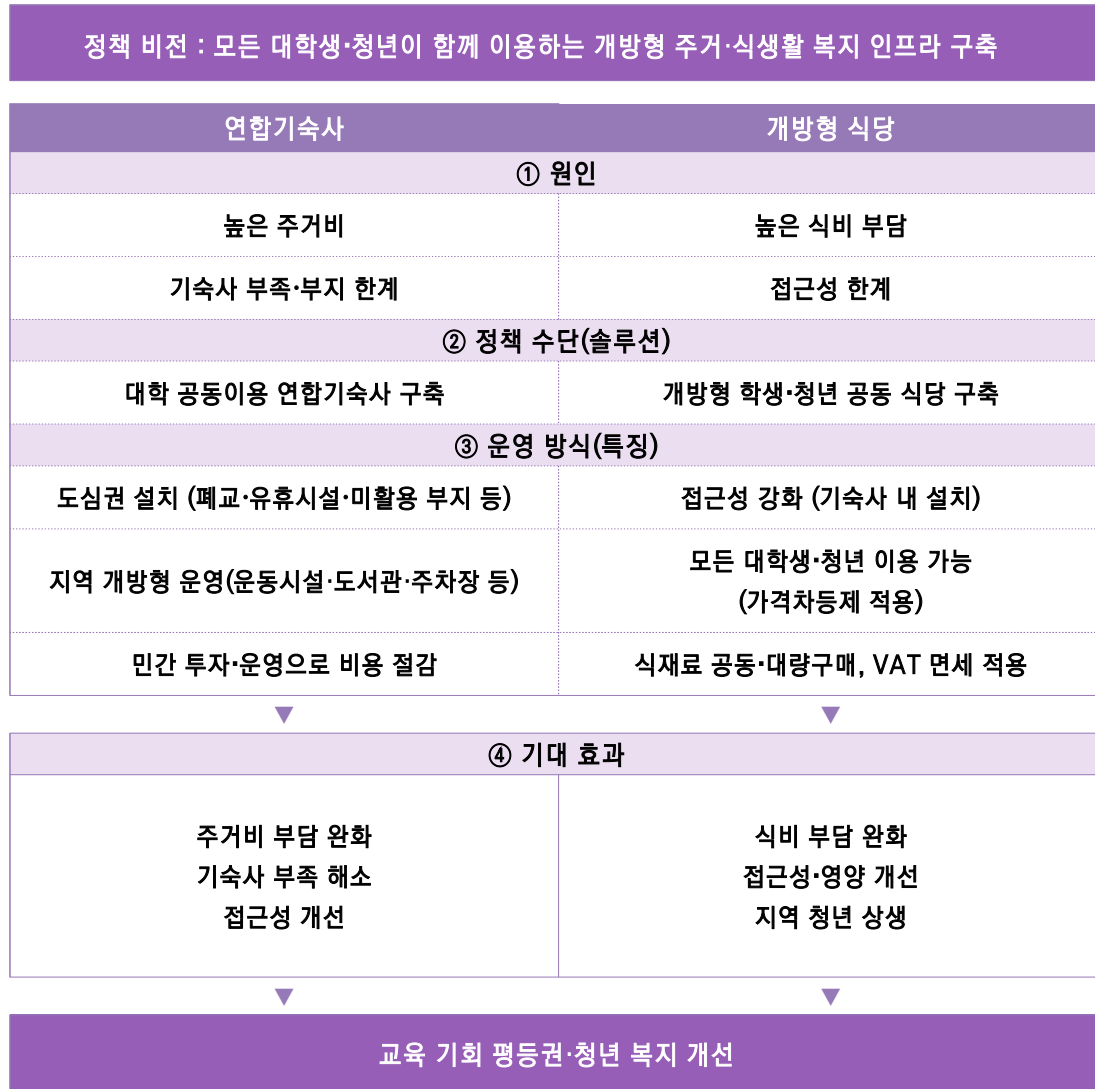 정책 비전 : 모든 대학생·청년이 함께 이용하는 개방형 주거·식생활 복지 인프라 구축
연합기숙사
개방형 식당
① 원인
높은 주거비
높은 식비 부담
기숙사 부족·부지 한계
접근성 한계
② 정책 수단(솔루션)
대학 공동이용 연합기숙사 구축
개방형 학생·청년 공동 식당 구축
③ 운영 방식(특징)
도심권 설치 (폐교·유휴시설·미활용 부지 등)
접근성 강화 (기숙사 내 설치)
지역 개방형 운영(운동시설·도서관·주차장 등)
모든 대학생·청년 이용 가능
(가격차등제 적용)
민간 투자·운영으로 비용 절감
식재료 공동·대량구매, VAT 면세 적용
▼
▼
④ 기대 효과
주거비 부담 완화
기숙사 부족 해소
접근성 개선
식비 부담 완화
접근성·영양 개선
지역 청년 상생
▼
▼
교육 기회 평등권·청년 복지 개선